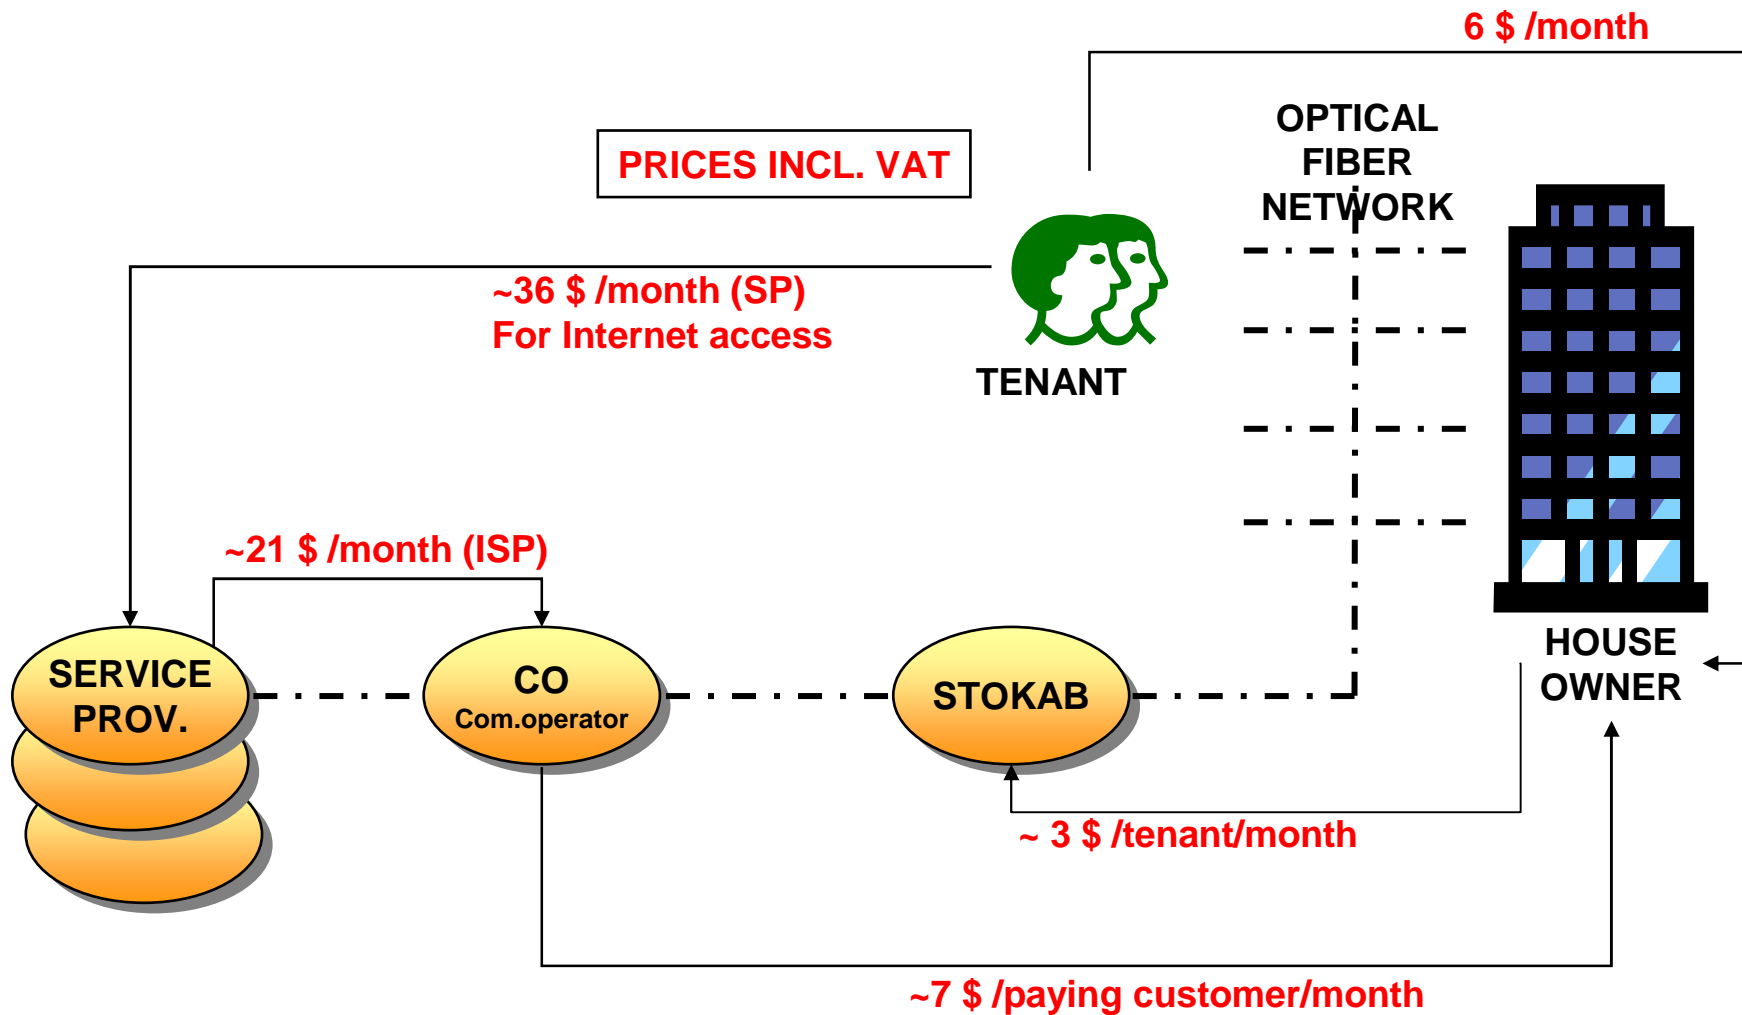 6 $ /month
OPTICAL
FIBER
NETWORK
PRICES INCL. VAT
~36 $ /month (SP)
For Internet access
TENANT
~21 $ /month (ISP)
SERVICE
PROV.
CO
Com.operator
STOKAB
HOUSE
OWNER
~ 3 $ /tenant/month
~7 $ /paying customer/month